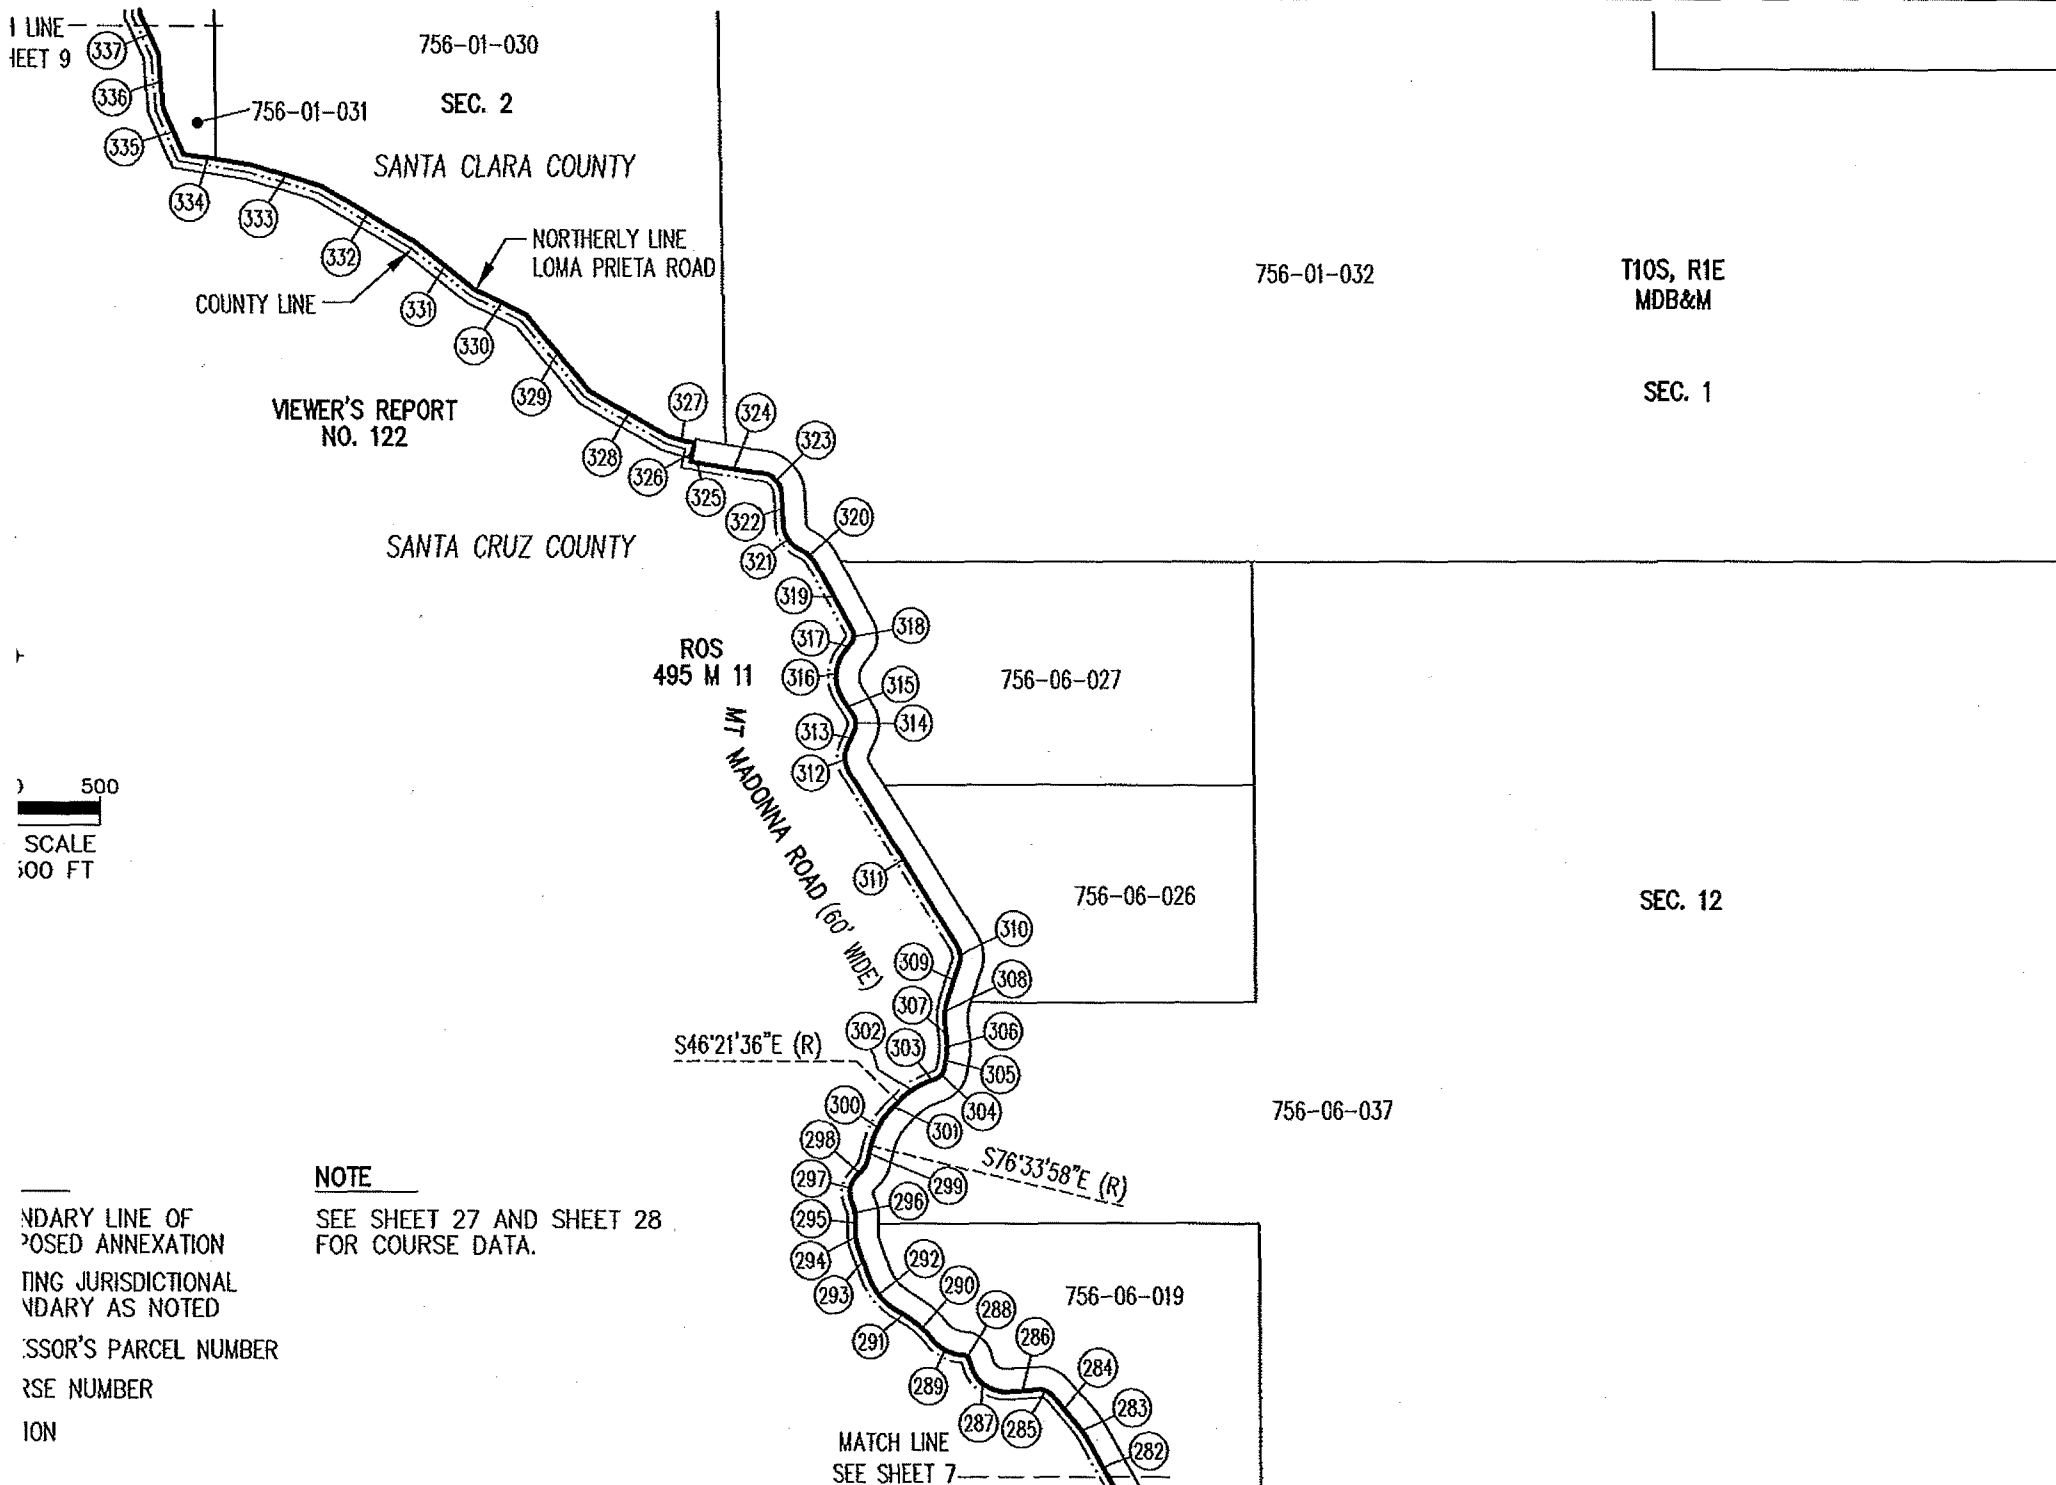 LINE
HEET 9
337
336
335
334
333
332
331
330
329
328
327
326
325
324
323
322
321
320
319
318
317
316
315
314
313
312
311
310
309
308
307
306
305
304
303
302
301
300
299
298
297
296
295
294
293
292
291
290
289
288
287
286
285
284
283
282
756-01-030
SEC. 2
756-01-031
SANTA CLARA COUNTY
NORTHERLY LINE
LOMA PRIETA ROAD
COUNTY LINE
756-01-032
T10S, R1E
MDB&M
SEC. 1
VIEWER'S REPORT
NO. 122
SANTA CRUZ COUNTY
ROS
495 M 11
756-06-027
MT MADONNA ROAD (60' WIDE)
500
SCALE
500 FT
756-06-026
SEC. 12
S46°21'36"E (R)
756-06-037
S76°33'58"E (R)
NOTE
SEE SHEET 27 AND SHEET 28
FOR COURSE DATA.
NDARY LINE OF
POSED ANNEXATION
TING JURISDICTIONAL
NDARY AS NOTED
SSOR'S PARCEL NUMBER
RSE NUMBER
ION
756-06-019
MATCH LINE
SEE SHEET 7